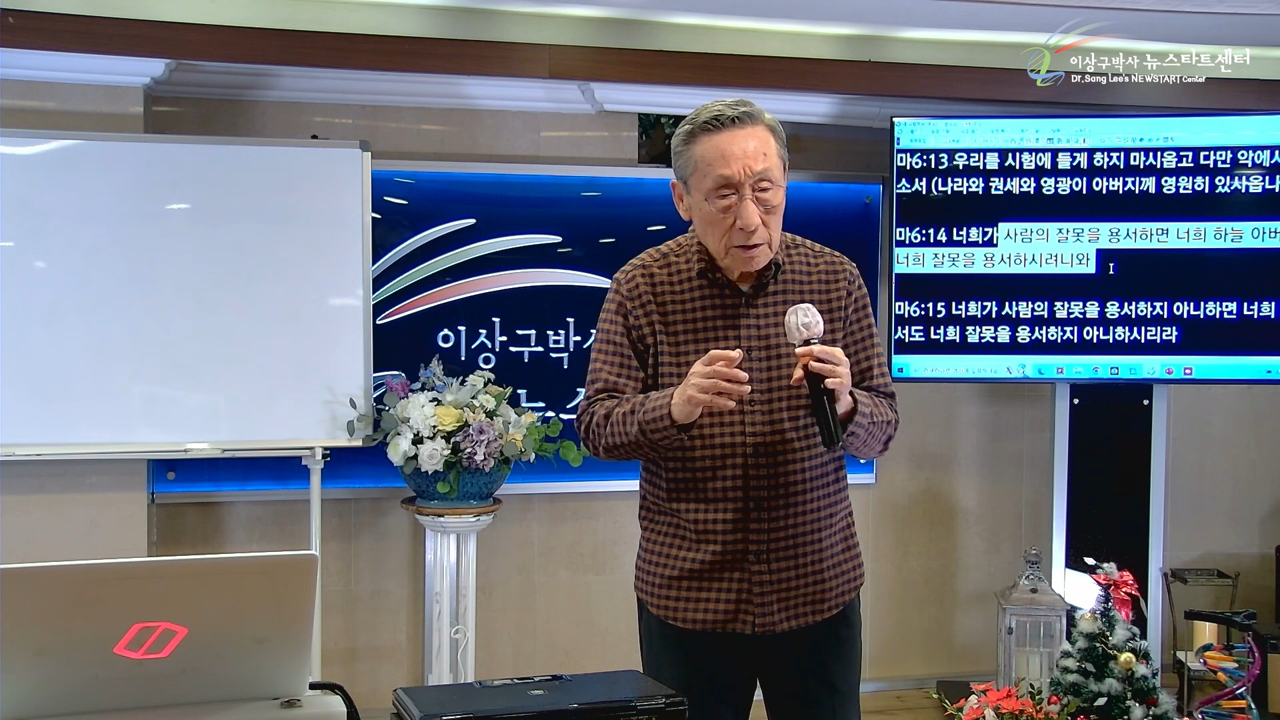 이상구박사 뉴스타트센터
Dr. Sang Lee's NEWSTART Center
마6:13 우리를 시험에 들게 하지 마시옵고 다만 악에서
소서 (나라와 권세와 영광이 아버지께 영원히 있사옵나
마6:14 너희가 사람의 잘못을 용서하면 너희 하늘 아버
너희 잘못을 용서하시려니와
마6:15 너희가 사람의 잘못을 용서하지 아니하면 너희
서도 너희 잘못을 용서하지 아니하시리라
이상구박사
뉴스